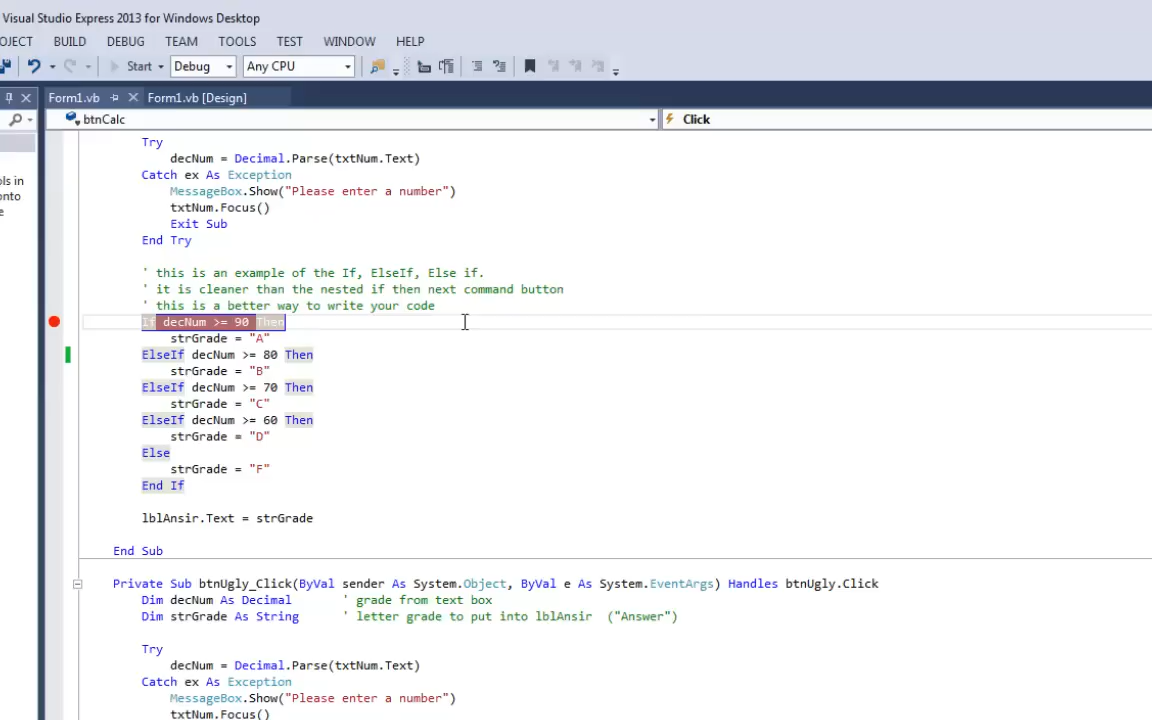 Visual Studio Express 2013 for Windows Desktop
OJECT BUILD DEBUG TEAM TOOLS TEST WINDOW HELP
Start Debug Any CPU
Form1.vb Form1.vb [Design]
btnCalc Click
Try
decNum = Decimal.Parse(txtNum.Text)
Catch ex As Exception
MessageBox.Show("Please enter a number")
txtNum.Focus()
Exit Sub
End Try
' this is an example of the If, ElseIf, Else if.
' it is cleaner than the nested if then next command button
' this is a better way to write your code
If decNum >= 90 Then
strGrade = "A"
ElseIf decNum >= 80 Then
strGrade = "B"
ElseIf decNum >= 70 Then
strGrade = "C"
ElseIf decNum >= 60 Then
strGrade = "D"
Else
strGrade = "F"
End If
lblAnsir.Text = strGrade
End Sub
Private Sub btnUgly_Click(ByVal sender As System.Object, ByVal e As System.EventArgs) Handles btnUgly.Click
Dim decNum As Decimal ' grade from text box
Dim strGrade As String ' letter grade to put into lblAnsir ("Answer")
Try
decNum = Decimal.Parse(txtNum.Text)
Catch ex As Exception
MessageBox.Show("Please enter a number")
txtNum.Focus()
ols in
onto
e